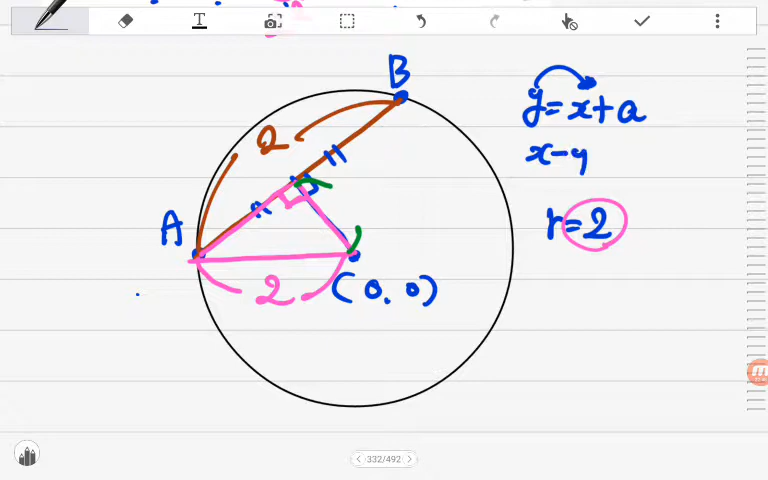 T
B
y=x+a
2
x-y
A
r=2
2
(0.0)
332/492